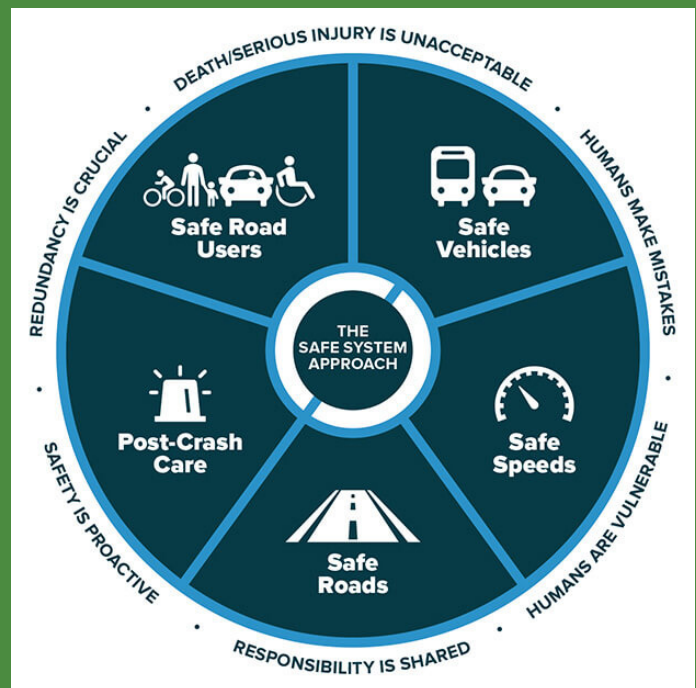 DEATH/SERIOUS INJURY IS UNACCEPTABLE
HUMANS MAKE MISTAKES
HUMANS ARE VULNERABLE
RESPONSIBILITY IS SHARED
SAFETY IS PROACTIVE
REDUNDANCY IS CRUCIAL
Safe Road
Users
Safe
Vehicles
THE
SAFE SYSTEM
APPROACH
Post-Crash
Care
Safe
Speeds
Safe
Roads